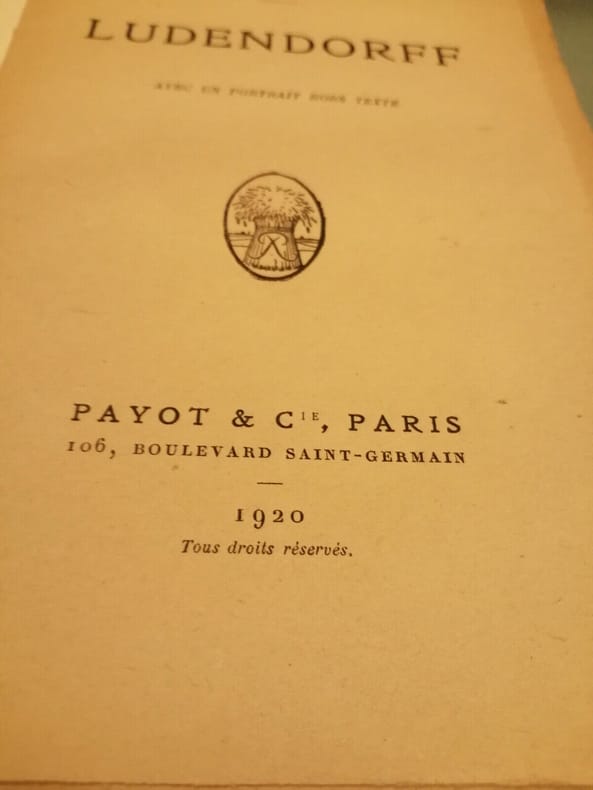 LUDENDORFF
AVEC UN PORTRAIT HORS TEXTE
PAYOT & CIE, PARIS
106, BOULEVARD SAINT-GERMAIN
1920
Tous droits réservés.